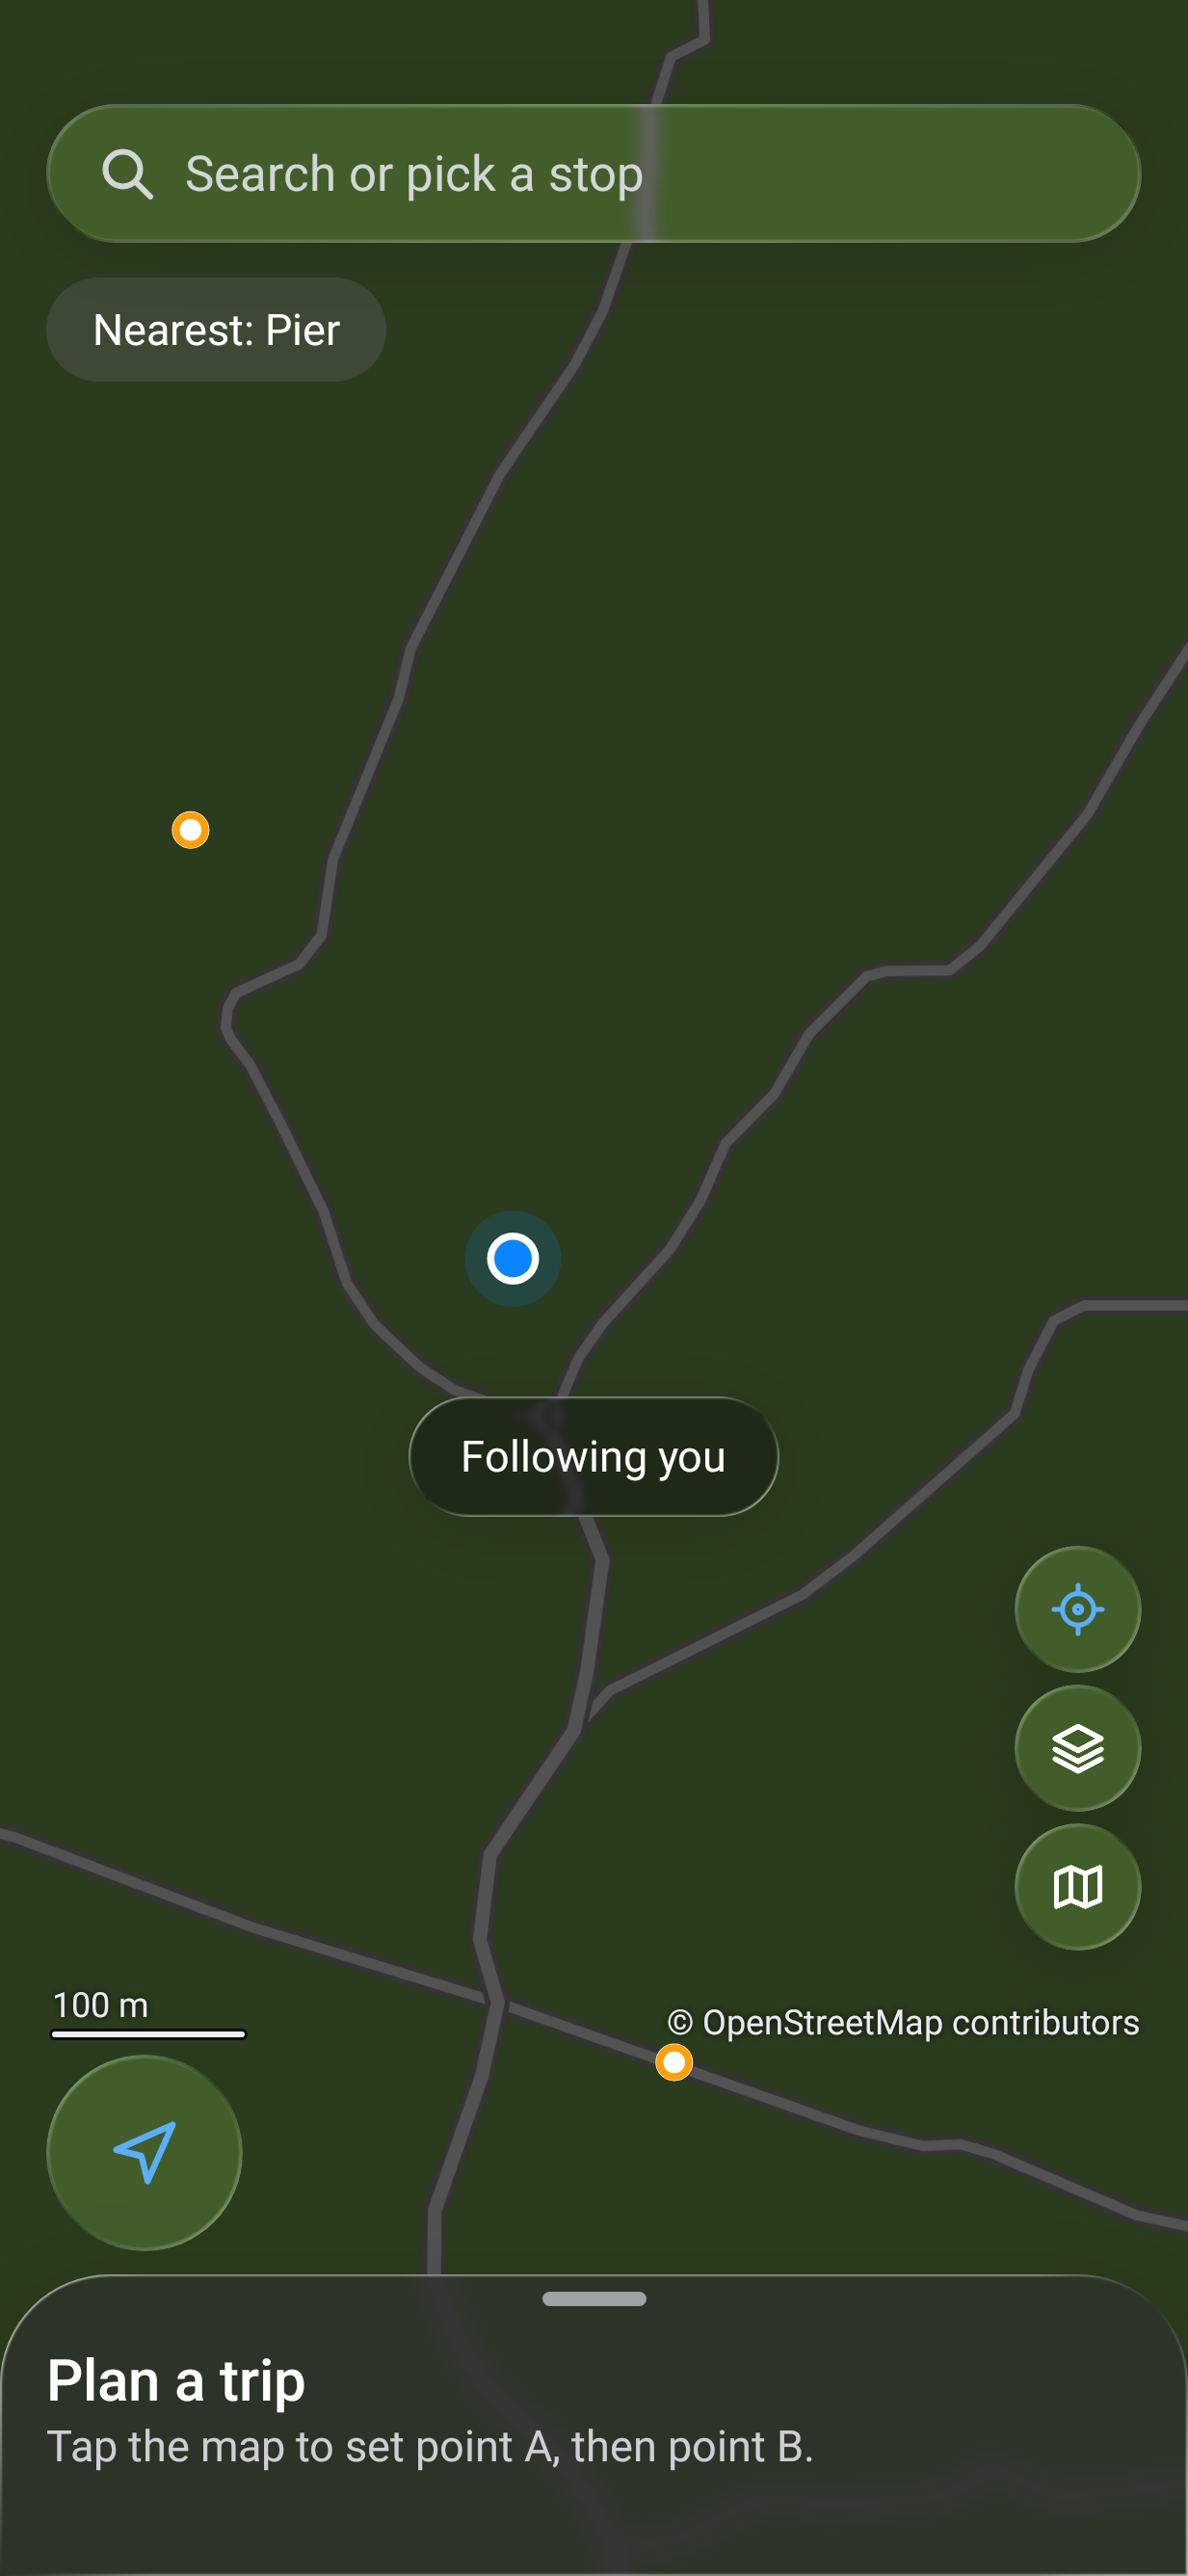 Search or pick a stop
Nearest: Pier
Following you
100 m
© OpenStreetMap contributors
Plan a trip
Tap the map to set point A, then point B.